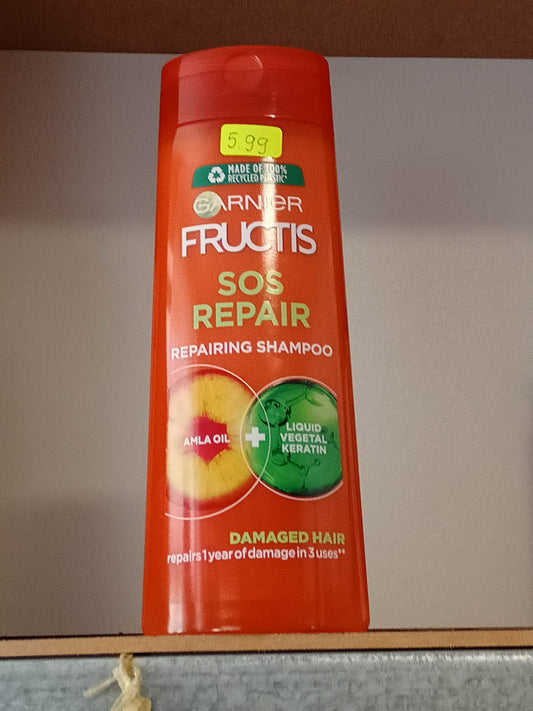 5.99
MADE OF 100%
RECYCLED PLASTIC*
GARNIER
FRUCTIS
SOS
REPAIR
REPAIRING SHAMPOO
AMLA OIL
+
LIQUID
VEGETAL
KERATIN
DAMAGED HAIR
repairs 1 year of damage in 3 uses**